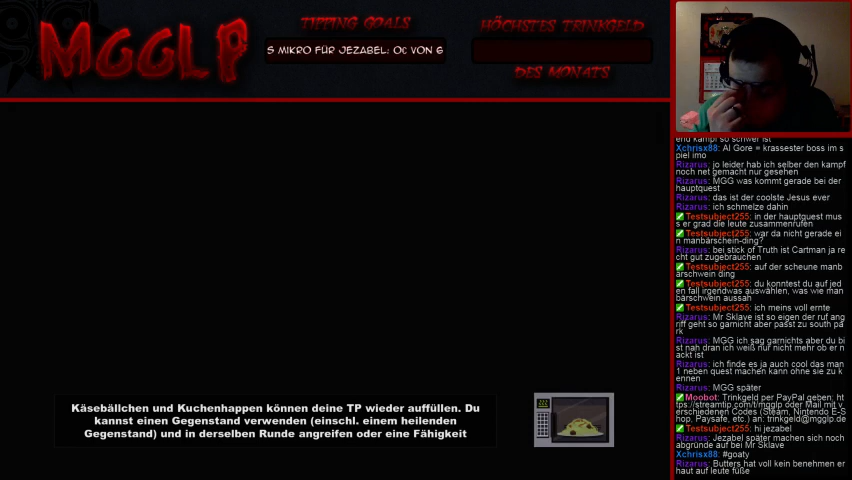 MGGLP
TIPPING GOALS
S MIKRO FÜR JEZABEL: 0€ VON 6
HÖCHSTES TRINKGELD
DES MONATS
Käsebällchen und Kuchenhappen können deine TP wieder auffüllen. Du
kannst einen Gegenstand verwenden (einschl. einem heilenden
Gegenstand) und in derselben Runde angreifen oder eine Fähigkeit
end kampf so schwer ist
Xchrisx88: Al Gore = krassester boss im s
piel imo
Rizarus: jo leider hab ich selber den kampf
noch net gemacht nur gesehen
Rizarus: MGG was kommt gerade bei der
hauptquest
Rizarus: das ist der coolste Jesus ever
Rizarus: ich schmelze dahin
Testsubject255: in der hauptquest mus
s er grad die leute zusammenrufen
Testsubject255: war da nicht gerade ei
n manbärschein-ding?
Rizarus: bei stick of Truth ist Cartman ja re
cht gut zugebrauchen
Testsubject255: auf der scheune manb
ärschwein ding
Testsubject255: du konntest du auf jed
en fall irgendwas auswählen, was wie man
bärschwein aussah
Testsubject255: ich meins voll ernte
Rizarus: Mr Sklave ist so eigen der ruf ang
riff geht so garnicht aber passt zu south pa
rk
Rizarus: MGG ich sag garnichts aber du bi
st nah dran ich weiß nur nicht mehr ob er n
ackt ist
Rizarus: ich finde es ja auch cool das man
1 neben quest machen kann ohne sie zu k
ennen
Rizarus: MGG später
Moobot: Trinkgeld per PayPal geben: ht
tps://streamtip.com/t/mgglp oder Mail mit v
erschiedenen Codes (Steam, Nintendo E-S
hop, Paysafe, etc.) an: trinkgeld@mgglp.de
Testsubject255: hi jezabel
Rizarus: Jezabel später machen sich noch
abgründe auf bei Mr Sklave
Xchrisx88: #goaty
Rizarus: Butters hat voll kein benehmen er
haut auf leute füße